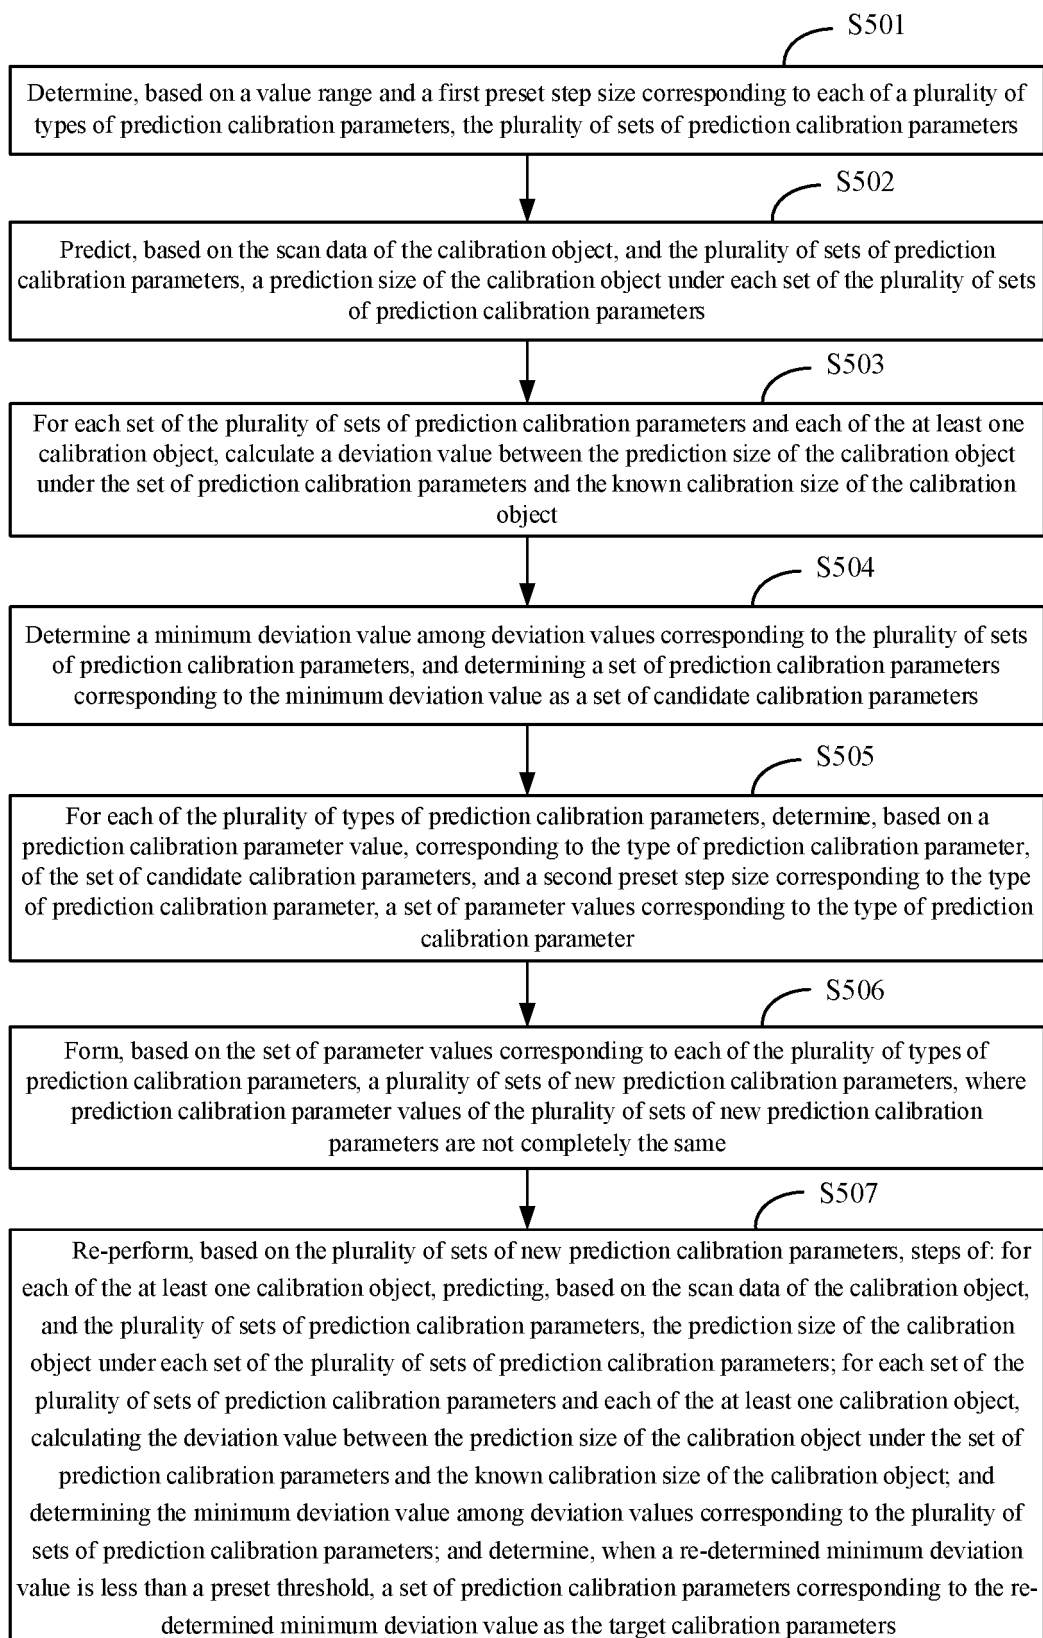 S501
Determine, based on a value range and a first preset step size corresponding to each of a plurality of
types of prediction calibration parameters, the plurality of sets of prediction calibration parameters
S502
Predict, based on the scan data of the calibration object, and the plurality of sets of prediction
calibration parameters, a prediction size of the calibration object under each set of the plurality of sets
of prediction calibration parameters
S503
For each set of the plurality of sets of prediction calibration parameters and each of the at least one
calibration object, calculate a deviation value between the prediction size of the calibration object
under the set of prediction calibration parameters and the known calibration size of the calibration
object
S504
Determine a minimum deviation value among deviation values corresponding to the plurality of sets
of prediction calibration parameters, and determining a set of prediction calibration parameters
corresponding to the minimum deviation value as a set of candidate calibration parameters
S505
For each of the plurality of types of prediction calibration parameters, determine, based on a
prediction calibration parameter value, corresponding to the type of prediction calibration parameter,
of the set of candidate calibration parameters, and a second preset step size corresponding to the type
of prediction calibration parameter, a set of parameter values corresponding to the type of prediction
calibration parameter
S506
Form, based on the set of parameter values corresponding to each of the plurality of types of
prediction calibration parameters, a plurality of sets of new prediction calibration parameters, where
prediction calibration parameter values of the plurality of sets of new prediction calibration
parameters are not completely the same
S507
Re-perform, based on the plurality of sets of new prediction calibration parameters, steps of: for
each of the at least one calibration object, predicting, based on the scan data of the calibration object,
and the plurality of sets of prediction calibration parameters, the prediction size of the calibration
object under each set of the plurality of sets of prediction calibration parameters; for each set of the
plurality of sets of prediction calibration parameters and each of the at least one calibration object,
calculating the deviation value between the prediction size of the calibration object under the set of
prediction calibration parameters and the known calibration size of the calibration object; and
determining the minimum deviation value among deviation values corresponding to the plurality of
sets of prediction calibration parameters; and determine, when a re-determined minimum deviation
value is less than a preset threshold, a set of prediction calibration parameters corresponding to the re-
determined minimum deviation value as the target calibration parameters